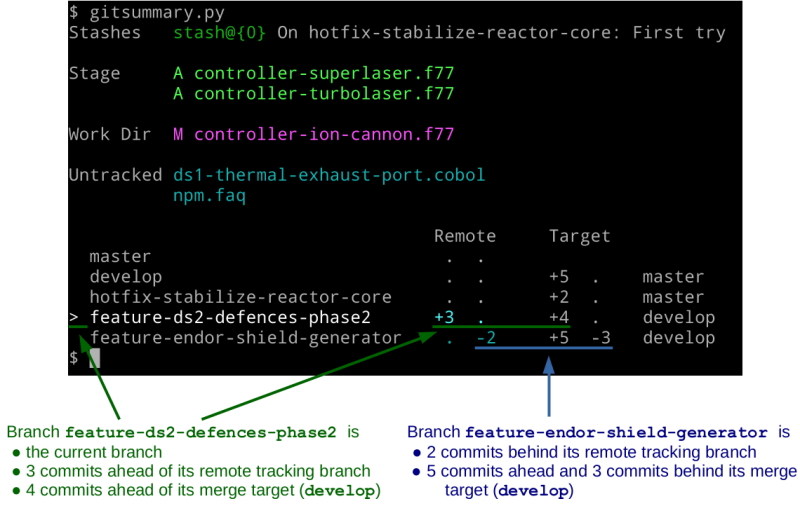 $ gitsummary.py
Stashes stash@{0} On hotfix-stabilize-reactor-core: First try
Stage A controller-superlaser.f77
A controller-turbolaser.f77
Work Dir M controller-ion-cannon.f77
Untracked ds1-thermal-exhaust-port.cobol
npm.faq
Remote Target
master . .
develop . . +5 . master
hotfix-stabilize-reactor-core . . +2 . master
> feature-ds2-defences-phase2 +3 . +4 . develop
feature-endor-shield-generator . -2 +5 -3 develop
$
Branch feature-ds2-defences-phase2 is
● the current branch
● 3 commits ahead of its remote tracking branch
● 4 commits ahead of its merge target (develop)
Branch feature-endor-shield-generator is
● 2 commits behind its remote tracking branch
● 5 commits ahead and 3 commits behind its merge
target (develop)